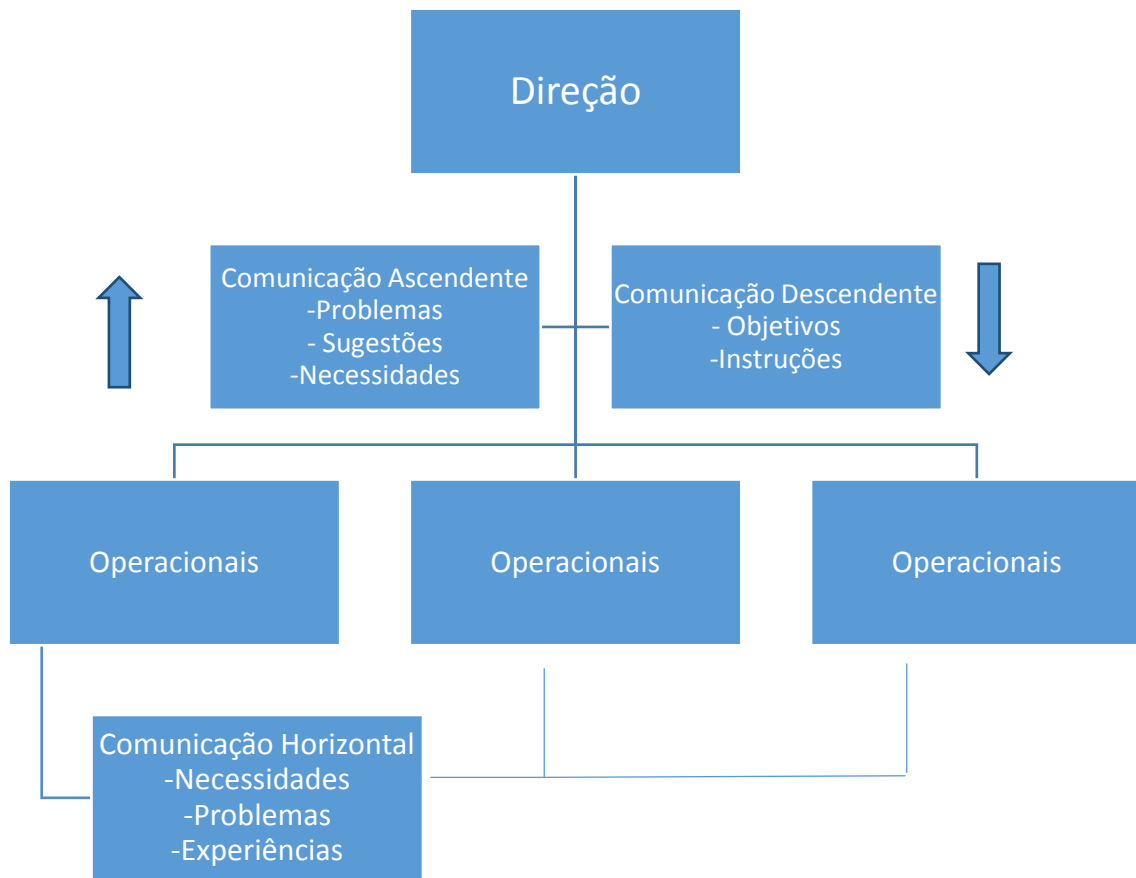 Direção
Comunicação Ascendente
-Problemas
- Sugestões
-Necessidades
Comunicação Descendente
- Objetivos
-Instruções
Operacionais
Operacionais
Operacionais
Comunicação Horizontal
-Necessidades
-Problemas
-Experiências